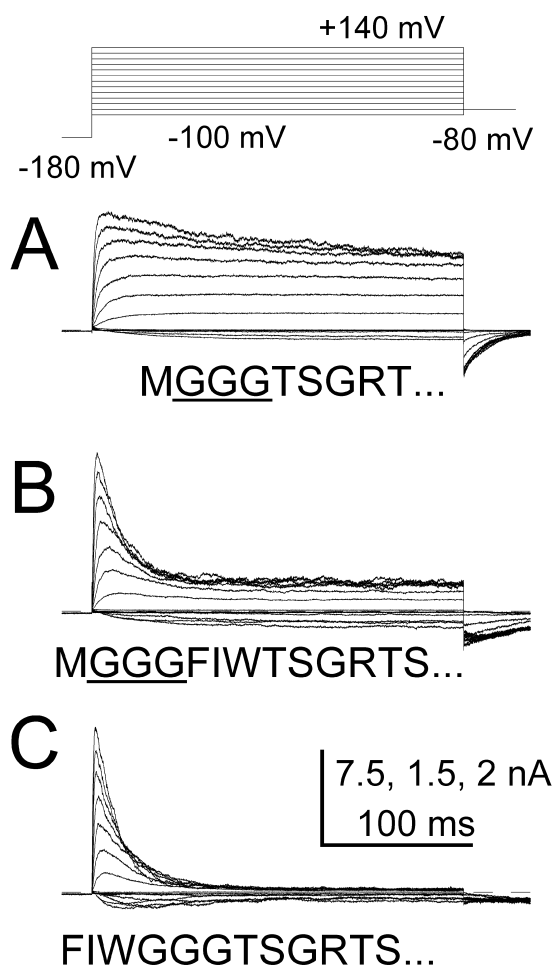 +140 mV
-100 mV
-80 mV
-180 mV
A
MGGGTSGRT...
B
MGGGFIWTSGRTS...
C
7.5, 1.5, 2 nA
100 ms
FIWGGGTSGRTS...